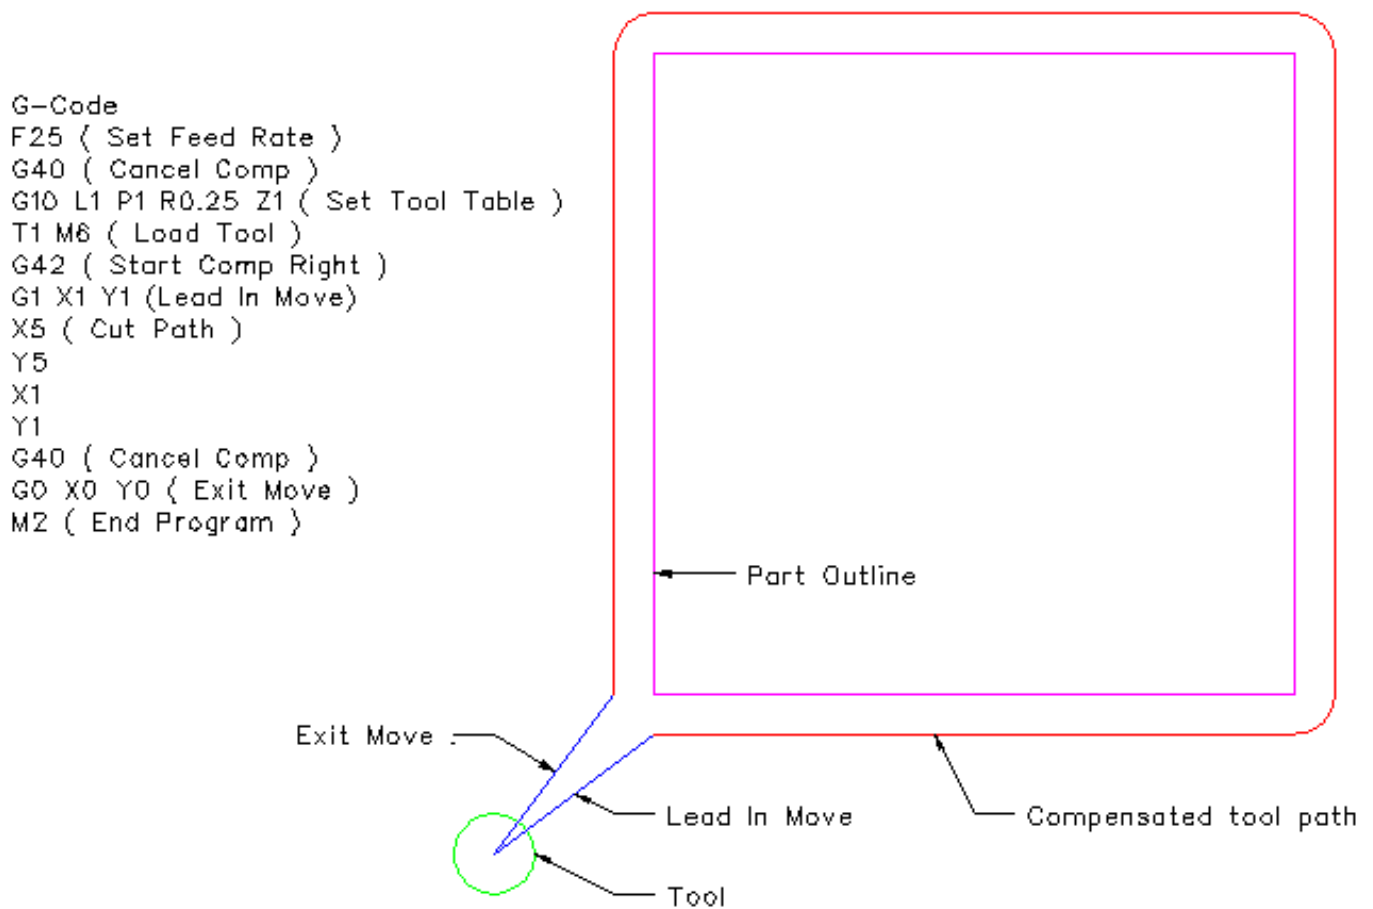 G-Code
F25 ( Set Feed Rate )
G40 ( Cancel Comp )
G10 L1 P1 R0.25 Z1 ( Set Tool Table )
T1 M6 ( Load Tool )
G42 ( Start Comp Right )
G1 X1 Y1 (Lead In Move)
X5 ( Cut Path )
Y5
X1
Y1
G40 ( Cancel Comp )
G0 X0 Y0 ( Exit Move )
M2 ( End Program )
Part Outline
Exit Move
Lead In Move
Compensated tool path
Tool